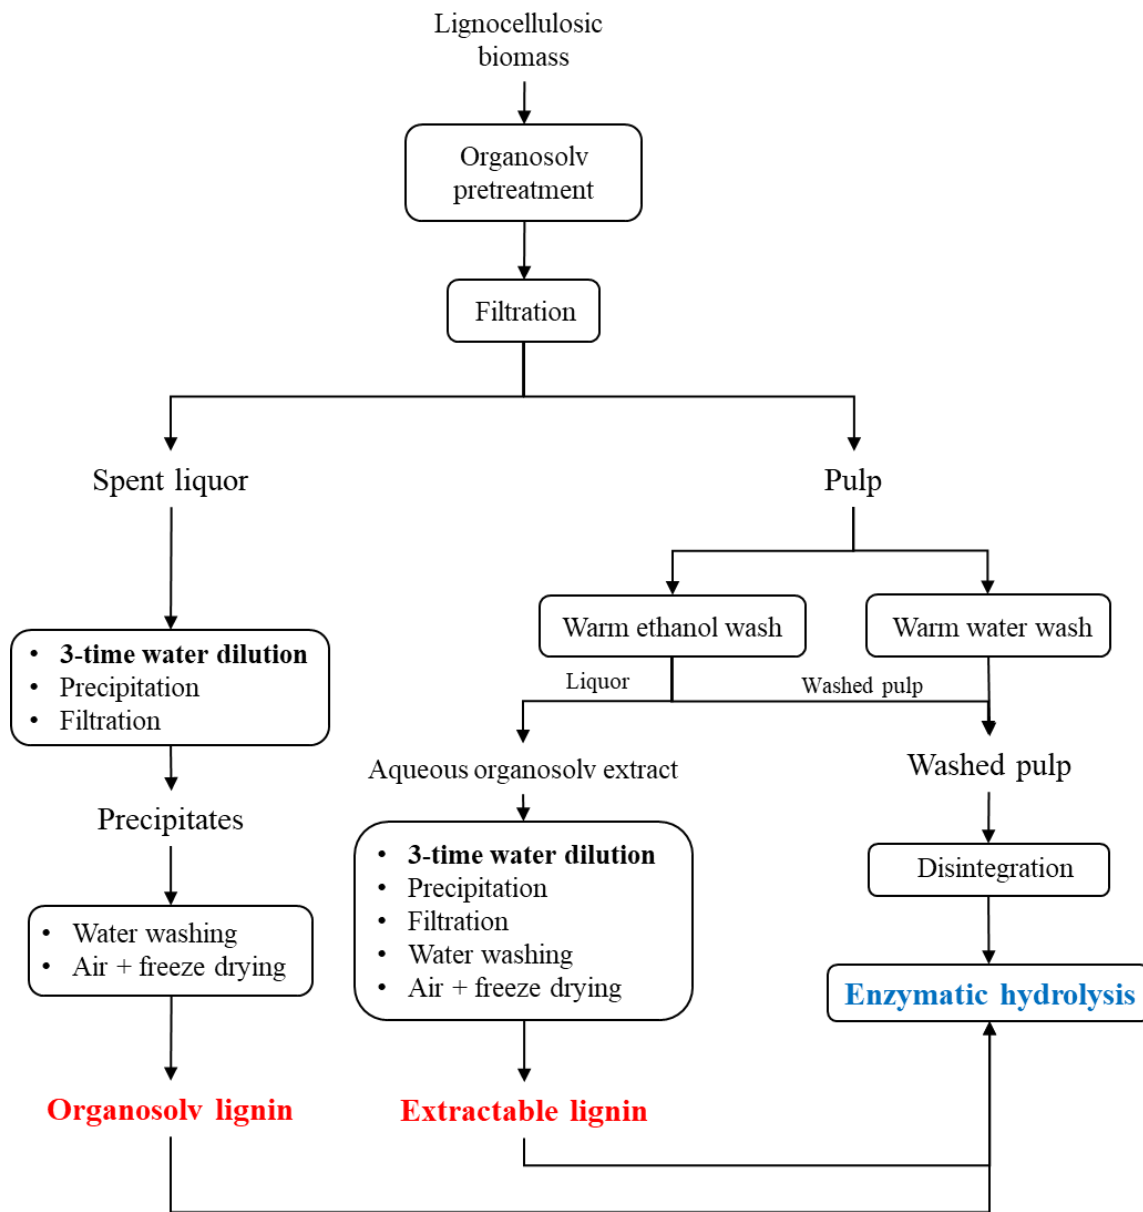 Lignocellulosic
biomass
Organosolv
pretreatment
Filtration
Spent liquor
Pulp
Warm ethanol wash
Warm water wash
Liquor
Washed pulp
• 3-time water dilution
• Precipitation
• Filtration
Aqueous organosolv extract
Washed pulp
Precipitates
• 3-time water dilution
• Precipitation
• Filtration
• Water washing
• Air + freeze drying
Disintegration
• Water washing
• Air + freeze drying
Enzymatic hydrolysis
Organosolv lignin
Extractable lignin